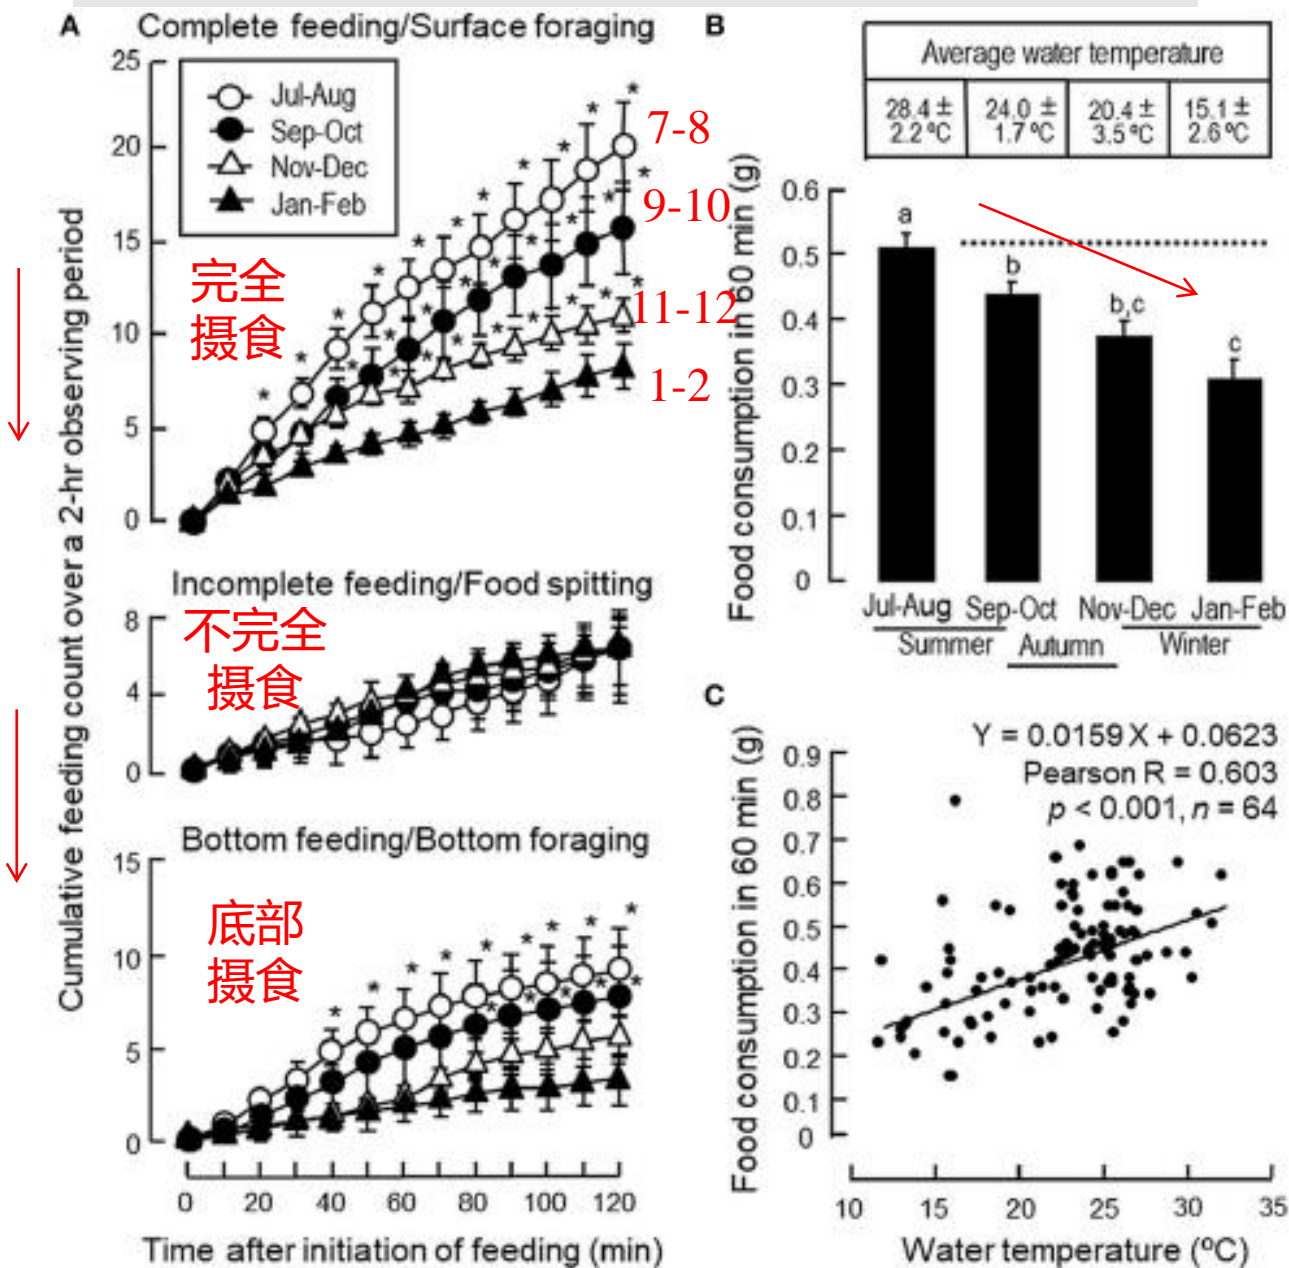 A
Complete feeding/Surface foraging
25
20
15
10
5
0
Jul-Aug
Sep-Oct
Nov-Dec
Jan-Feb
完全
摄食
7-8
9-10
11-12
1-2
Cumulative feeding count over a 2-hr observing period
Incomplete feeding/Food spitting
8
4
0
不完全
摄食
Bottom feeding/Bottom foraging
15
10
5
0
底部
摄食
0 20 40 60 80 100 120
Time after initiation of feeding (min)
B
Average water temperature
28.4 ± 24.0 ± 20.4 ± 15.1 ±
2.2 ºC 1.7 ºC 3.5 ºC 2.6 ºC
Food consumption in 60 min (g)
0.6
0.5
0.4
0.3
0.2
0.1
0
a
b
b,c
c
Jul-Aug Sep-Oct Nov-Dec Jan-Feb
Summer Autumn Winter
C
Y = 0.0159 X + 0.0623
Pearson R = 0.603
p < 0.001, n = 64
Food consumption in 60 min (g)
0.9
0.8
0.7
0.6
0.5
0.4
0.3
0.2
0.1
0
10 15 20 25 30 35
Water temperature (ºC)